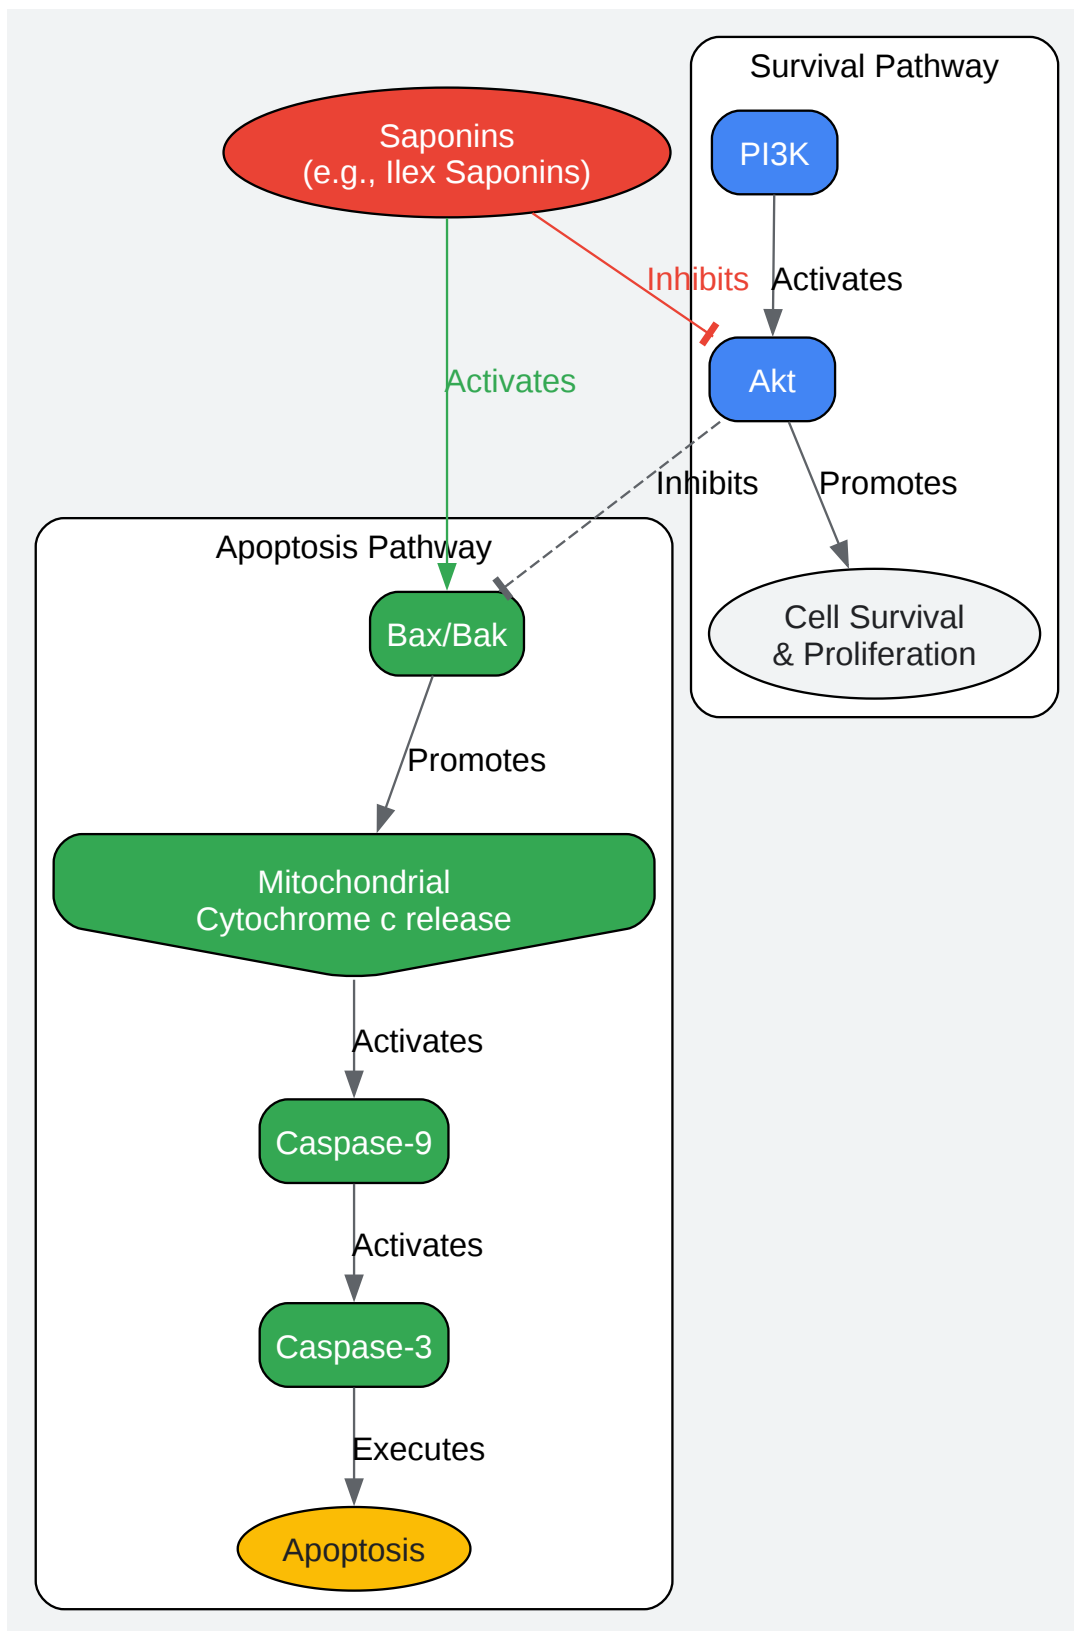 Survival Pathway
Saponins
(e.g., Ilex Saponins)
PI3K
Inhibits
Activates
Activates
Akt
Inhibits
Promotes
Apoptosis Pathway
Bax/Bak
Cell Survival
& Proliferation
Promotes
Mitochondrial
Cytochrome c release
Activates
Caspase-9
Activates
Caspase-3
Executes
Apoptosis